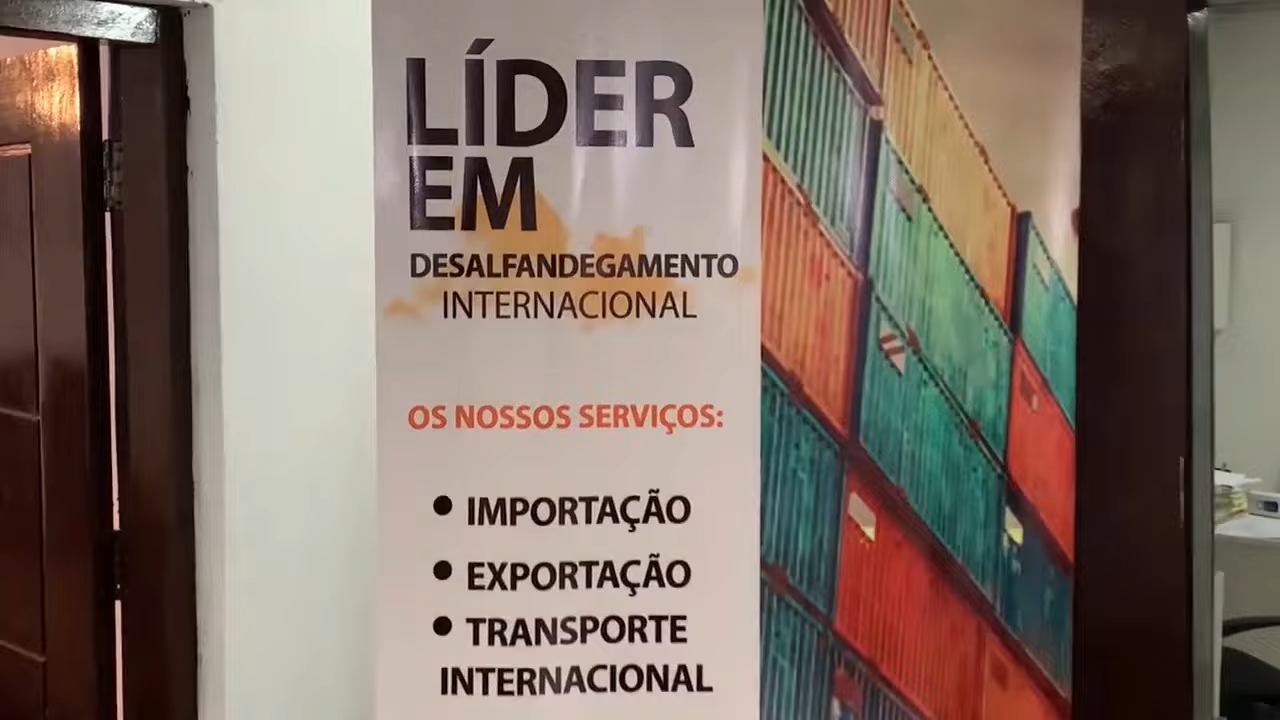 LÍDER
EM
DESALFANDEGAMENTO
INTERNACIONAL
OS NOSSOS SERVIÇOS:
• IMPORTAÇÃO
• EXPORTAÇÃO
• TRANSPORTE
INTERNACIONAL